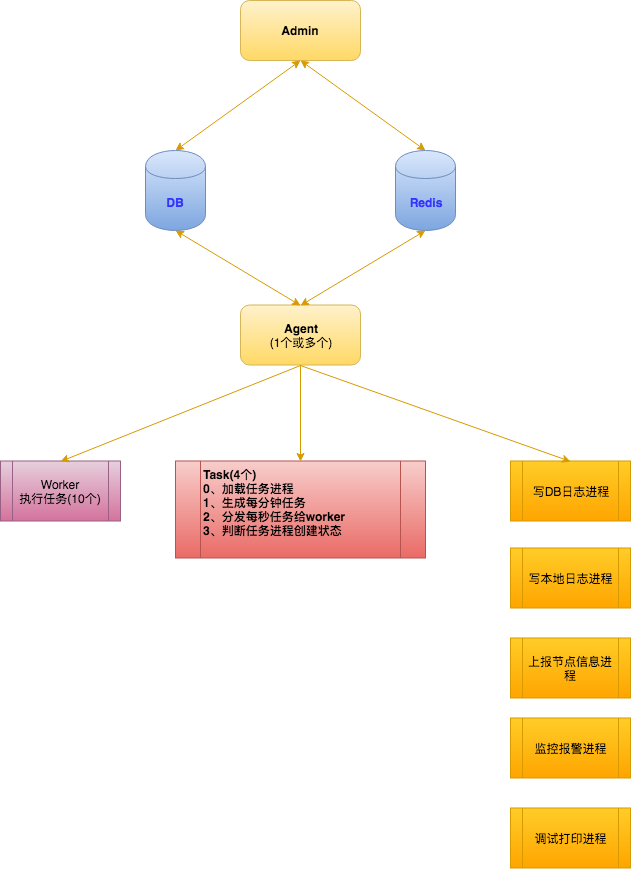 Admin
DB
Redis
Agent
(1个或多个)
Worker
执行任务(10个)
Task(4个)
0、加载任务进程
1、生成每分钟任务
2、分发每秒任务给worker
3、判断任务进程创建状态
写DB日志进程
写本地日志进程
上报节点信息进
程
监控报警进程
调试打印进程